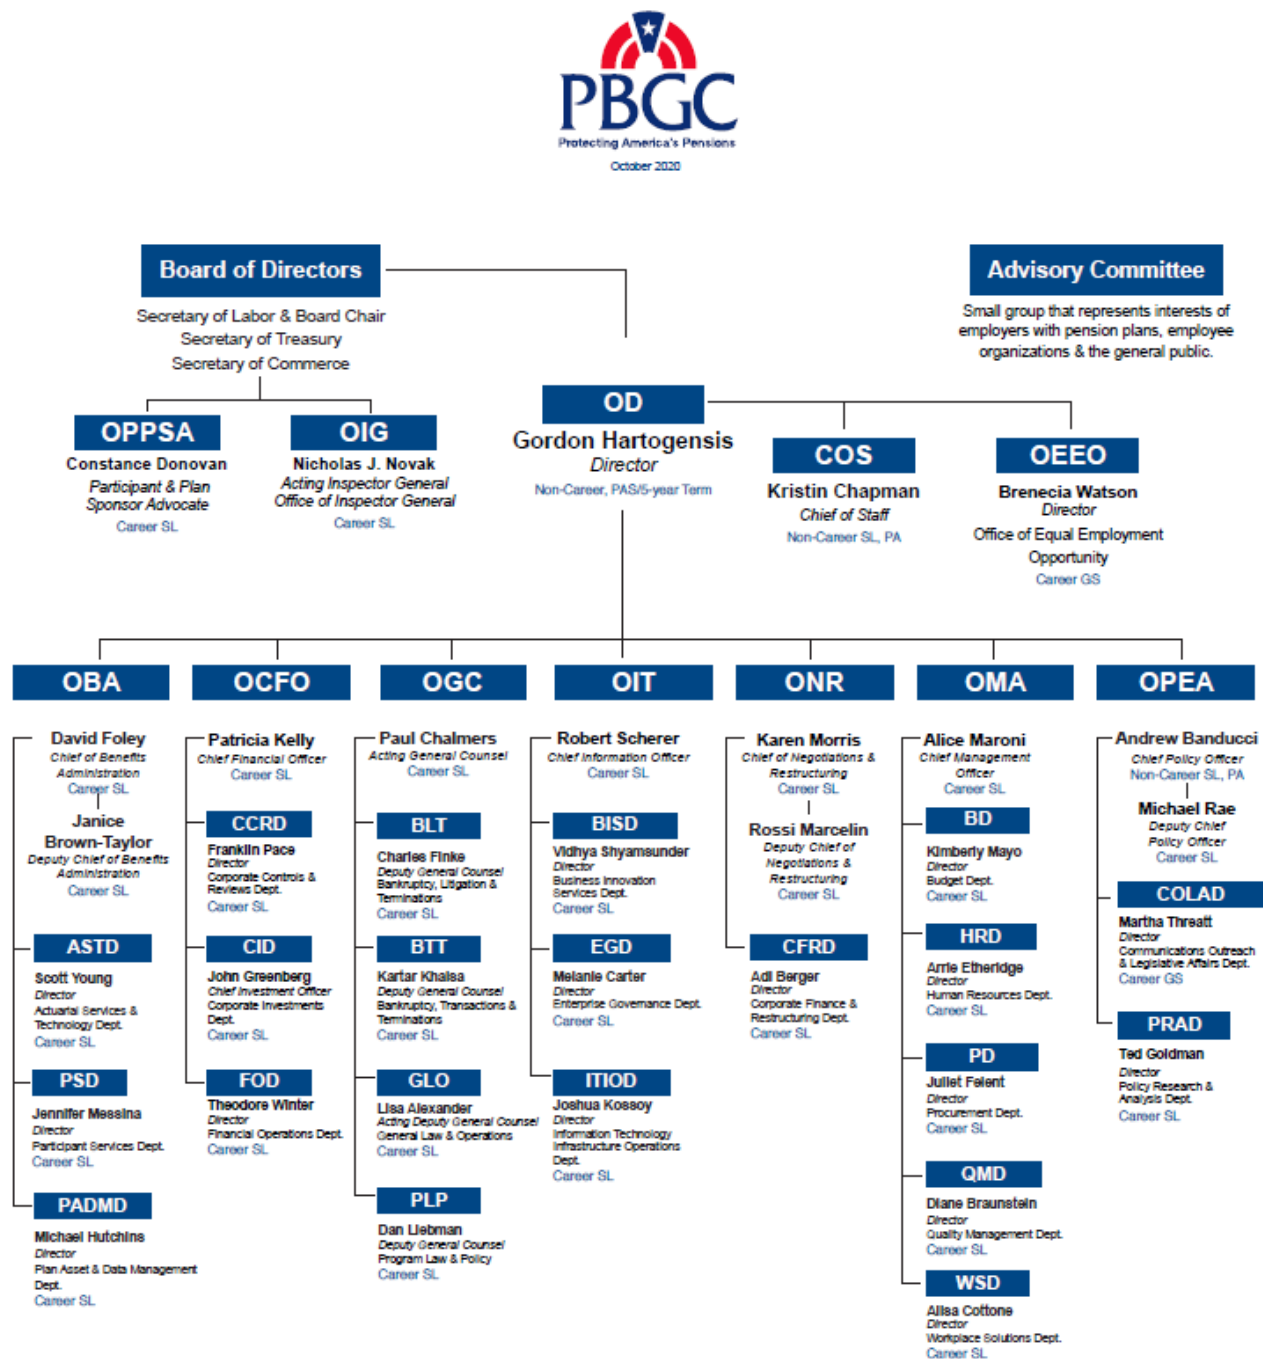 PBGC
Protecting America's Pensions
October 2020
Board of Directors
Secretary of Labor & Board Chair
Secretary of Treasury
Secretary of Commerce
Advisory Committee
Small group that represents interests of
employers with pension plans, employee
organizations & the general public.
OPPSA
Constance Donovan
Participant & Plan
Sponsor Advocate
Career SL
OIG
Nicholas J. Novak
Acting Inspector General
Office of Inspector General
Career SL
OD
Gordon Hartogensis
Director
Non-Career, PAS/5-year Term
COS
Kristin Chapman
Chief of Staff
Non-Career SL, PA
OEEO
Brenecia Watson
Director
Office of Equal Employment
Opportunity
Career GS
OBA
David Foley
Chief of Benefits
Administration
Career SL
Janice
Brown-Taylor
Deputy Chief of Benefits
Administration
Career SL
ASTD
Scott Young
Director
Actuarial Services &
Technology Dept.
Career SL
PSD
Jennifer Messina
Director
Participant Services Dept.
Career SL
PADMD
Michael Hutchins
Director
Plan Asset & Data Management
Dept.
Career SL
OCFO
Patricia Kelly
Chief Financial Officer
Career SL
CCRD
Franklin Pace
Director
Corporate Controls &
Reviews Dept.
Career SL
CID
John Greenberg
Chief Investment Officer
Corporate Investments
Dept.
Career SL
FOD
Theodore Winter
Director
Financial Operations Dept.
Career SL
OGC
Paul Chalmers
Acting General Counsel
Career SL
BLT
Charles Finke
Deputy General Counsel
Bankruptcy, Litigation &
Terminations
Career SL
BTT
Kartar Khalsa
Deputy General Counsel
Bankruptcy, Transactions &
Terminations
Career SL
GLO
Lisa Alexander
Acting Deputy General Counsel
General Law & Operations
Career SL
PLP
Dan Liebman
Deputy General Counsel
Program Law & Policy
Career SL
OIT
Robert Scherer
Chief Information Officer
Career SL
BISD
Vidhya Shyamsunder
Director
Business Innovation
Services Dept.
Career SL
EGD
Melanie Carter
Director
Enterprise Governance Dept.
Career SL
ITIOD
Joshua Kossoy
Director
Information Technology
Infrastructure Operations
Dept.
Career SL
ONR
Karen Morris
Chief of Negotiations &
Restructuring
Career SL
Rossi Marcelin
Deputy Chief of
Negotiations &
Restructuring
Career SL
CFRD
Adi Berger
Director
Corporate Finance &
Restructuring Dept.
Career SL
OMA
Alice Maroni
Chief Management
Officer
Career SL
BD
Kimberly Mayo
Director
Budget Dept.
Career SL
HRD
Arrie Etheridge
Director
Human Resources Dept.
Career SL
PD
Juliet Felent
Director
Procurement Dept.
Career SL
QMD
Diane Braunstein
Director
Quality Management Dept.
Career SL
WSD
Alisa Cottone
Director
Workplace Solutions Dept.
Career SL
OPEA
Andrew Banducci
Chief Policy Officer
Non-Career SL, PA
Michael Rae
Deputy Chief
Policy Officer
Career SL
COLAD
Martha Threatt
Director
Communications Outreach
& Legislative Affairs Dept.
Career GS
PRAD
Ted Goldman
Director
Policy Research &
Analysis Dept.
Career SL